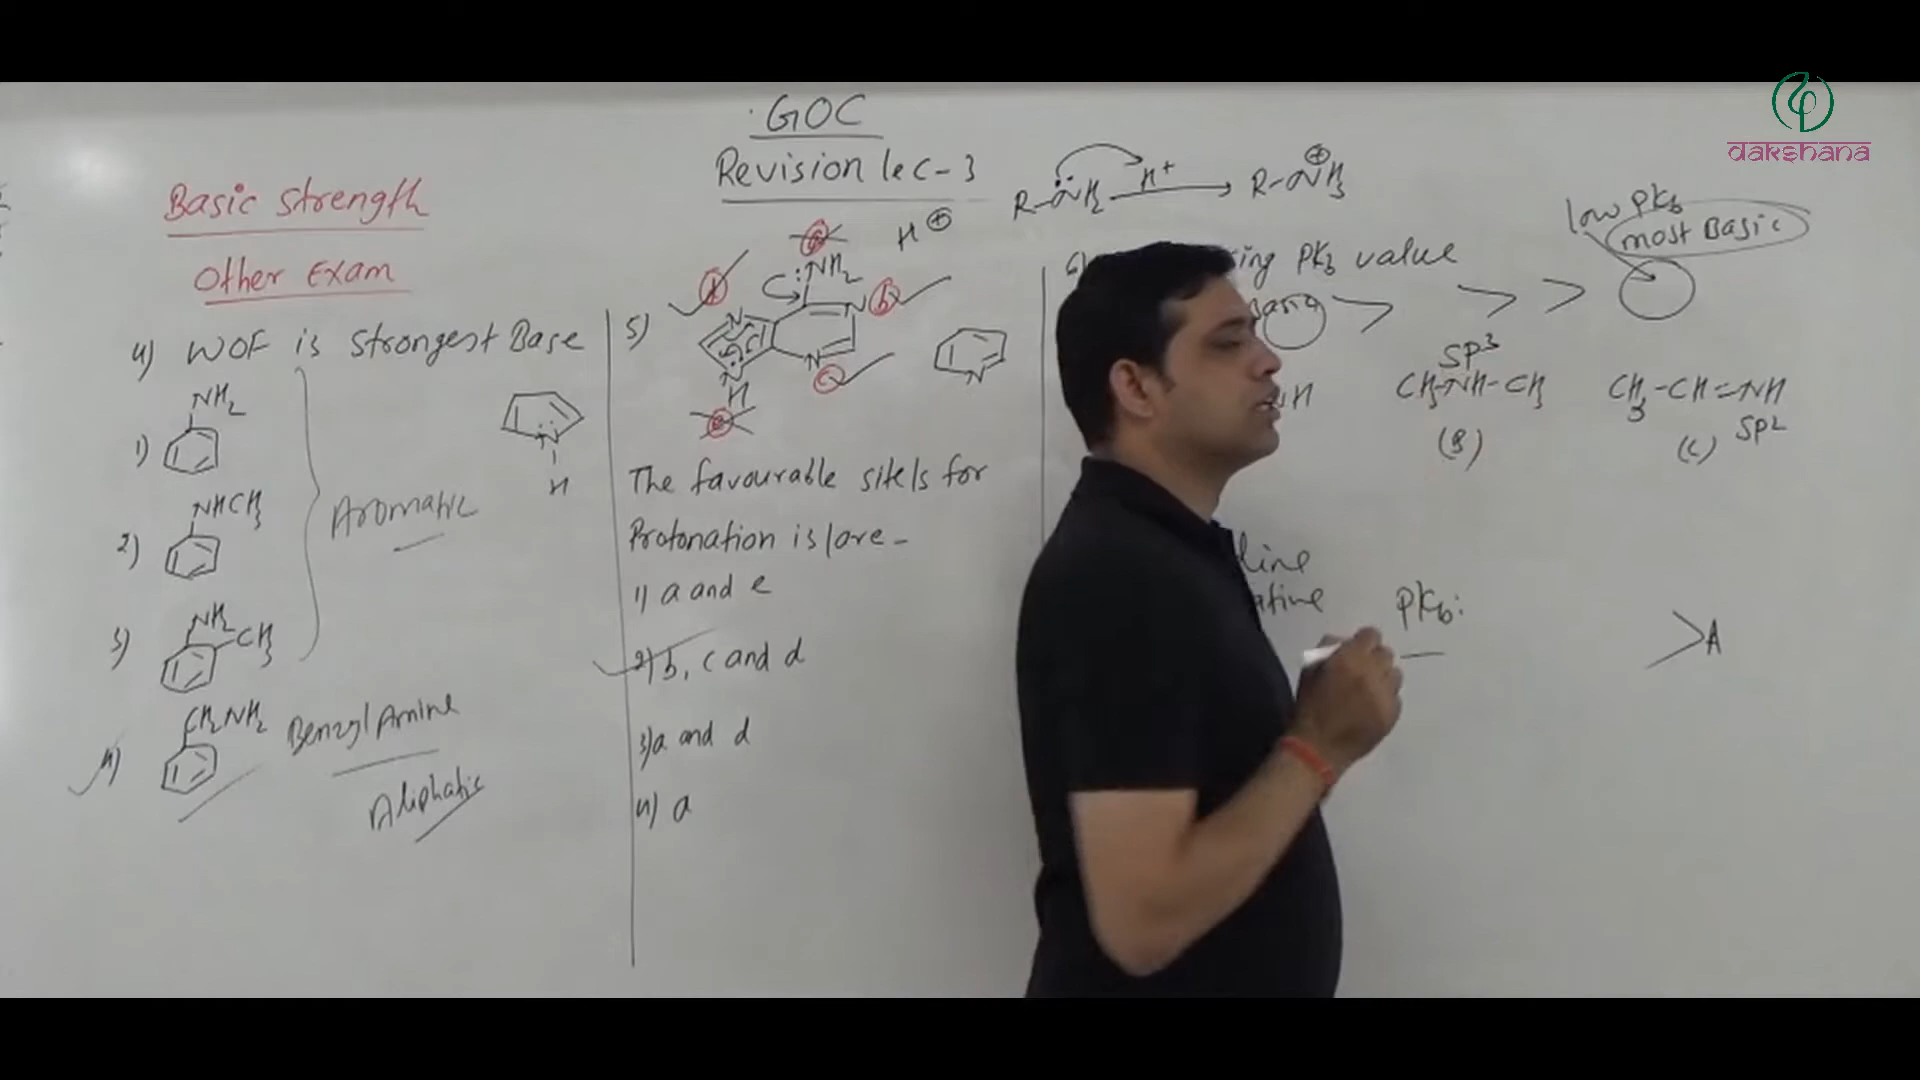 dakshana
GOC
Revision lec-3
Basic Strength
Other Exam
4) WOF is strongest Base
NH2
1)
NHCH3
2)
NH2
CH3
3)
Aromatic
CH2NH2
4)
Benzyl Amine
Aliphatic
N
H
5)
NH2
H⊕
b
N
N
N
c
N
H
N
The favourable site/s for
Protonation is/are -
1) a and e
2) b, c and d
3) a and d
4) a
R-NH2 H+ R-NH3 ⊕
low Pkb
most Basic
Pkb value
> > >
SP3
CH3-NH-CH3
(B)
CH3-CH=NH
SP2
(C)
Pkb:
>A